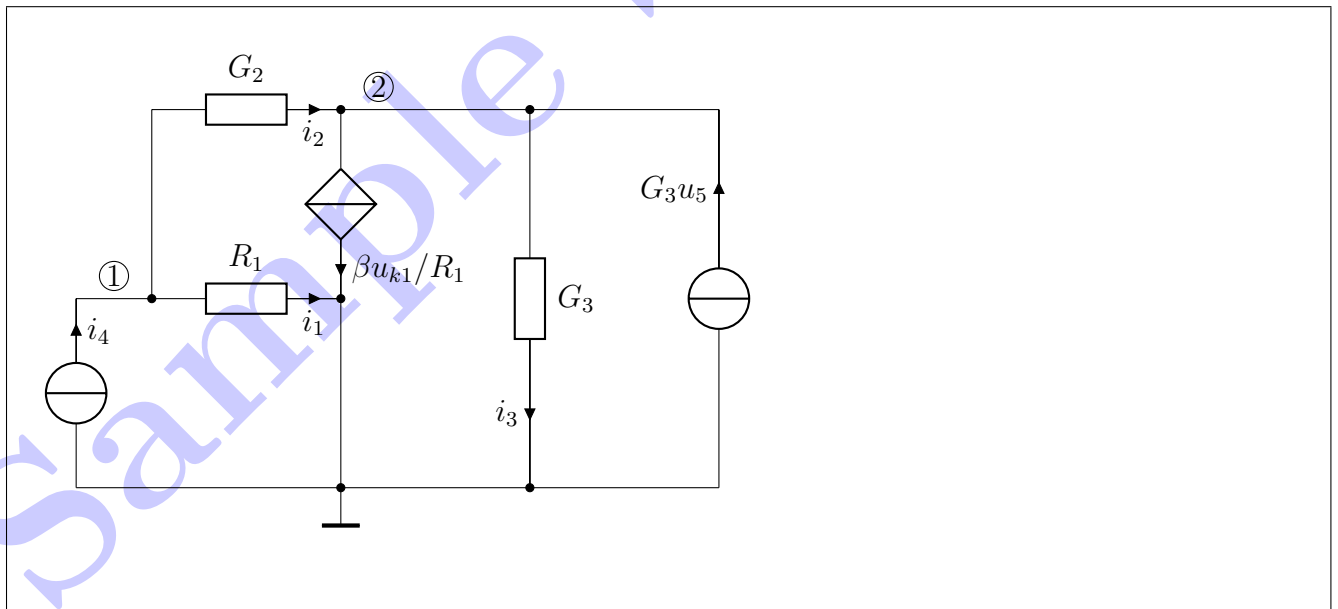 G₂
②
i₂
G₃u₅
R₁
βuₖ₁/R₁
①
G₃
i₁
i₄
i₃
Sample